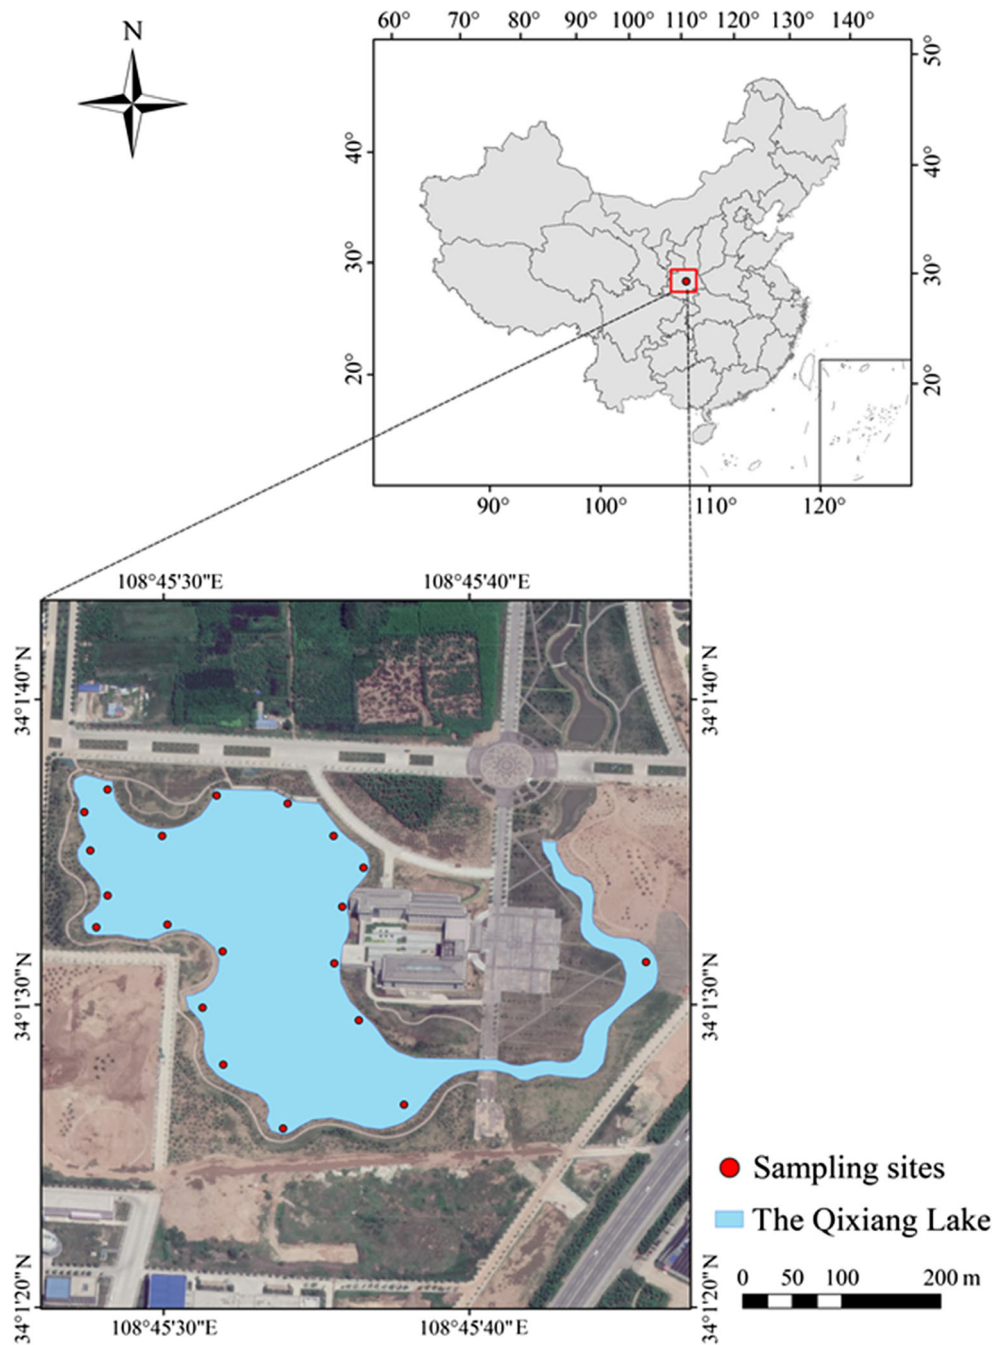 60° 70° 80° 90° 100° 110° 120° 130° 140°
N
50°
40°
40°
30°
30°
20°
20°
90° 100° 110° 120°
108°45'30"E 108°45'40"E
34°1'40" N
34°1'40" N
34°1'30"N
34°1'30"N
Sampling sites
The Qixiang Lake
0 50 100 200 m
34°1'20"N
34°1'20"N
108°45'30"E 108°45'40"E